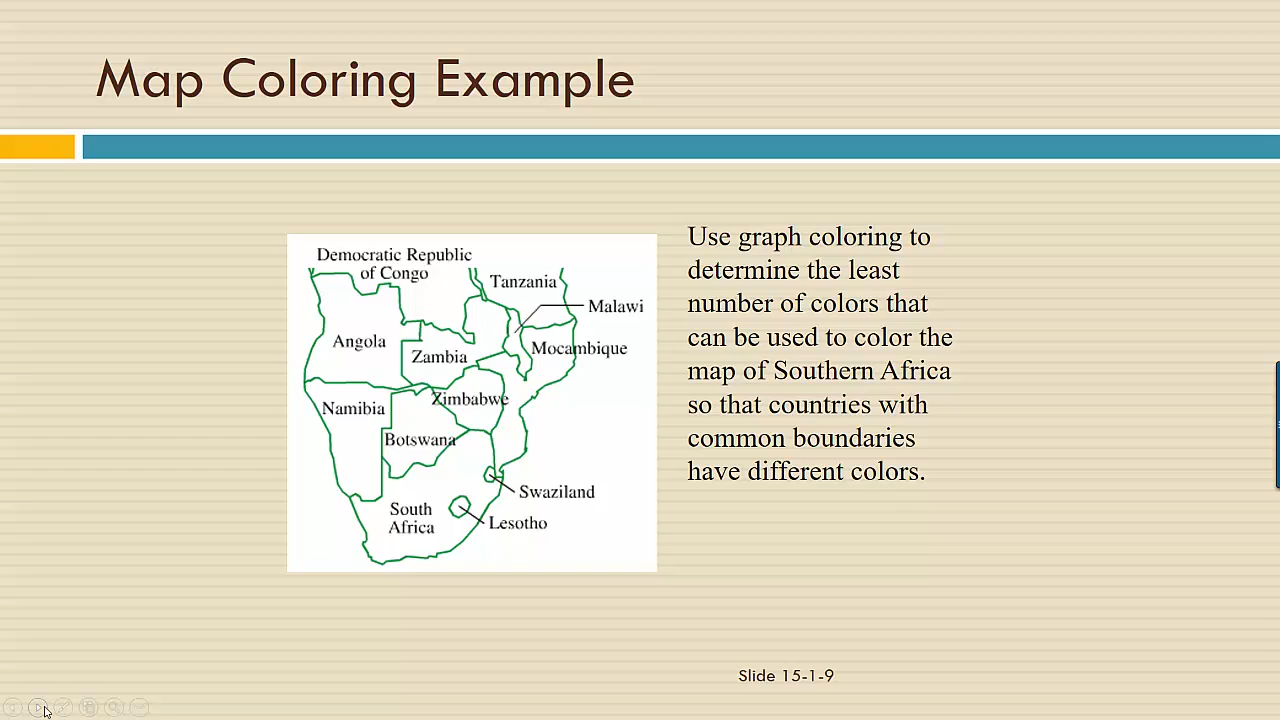 Map Coloring Example
Democratic Republic
of Congo
Tanzania
Malawi
Angola
Zambia
Mocambique
Namibia
Zimbabwe
Botswana
Swaziland
South
Africa
Lesotho
Use graph coloring to
determine the least
number of colors that
can be used to color the
map of Southern Africa
so that countries with
common boundaries
have different colors.
Slide 15-1-9